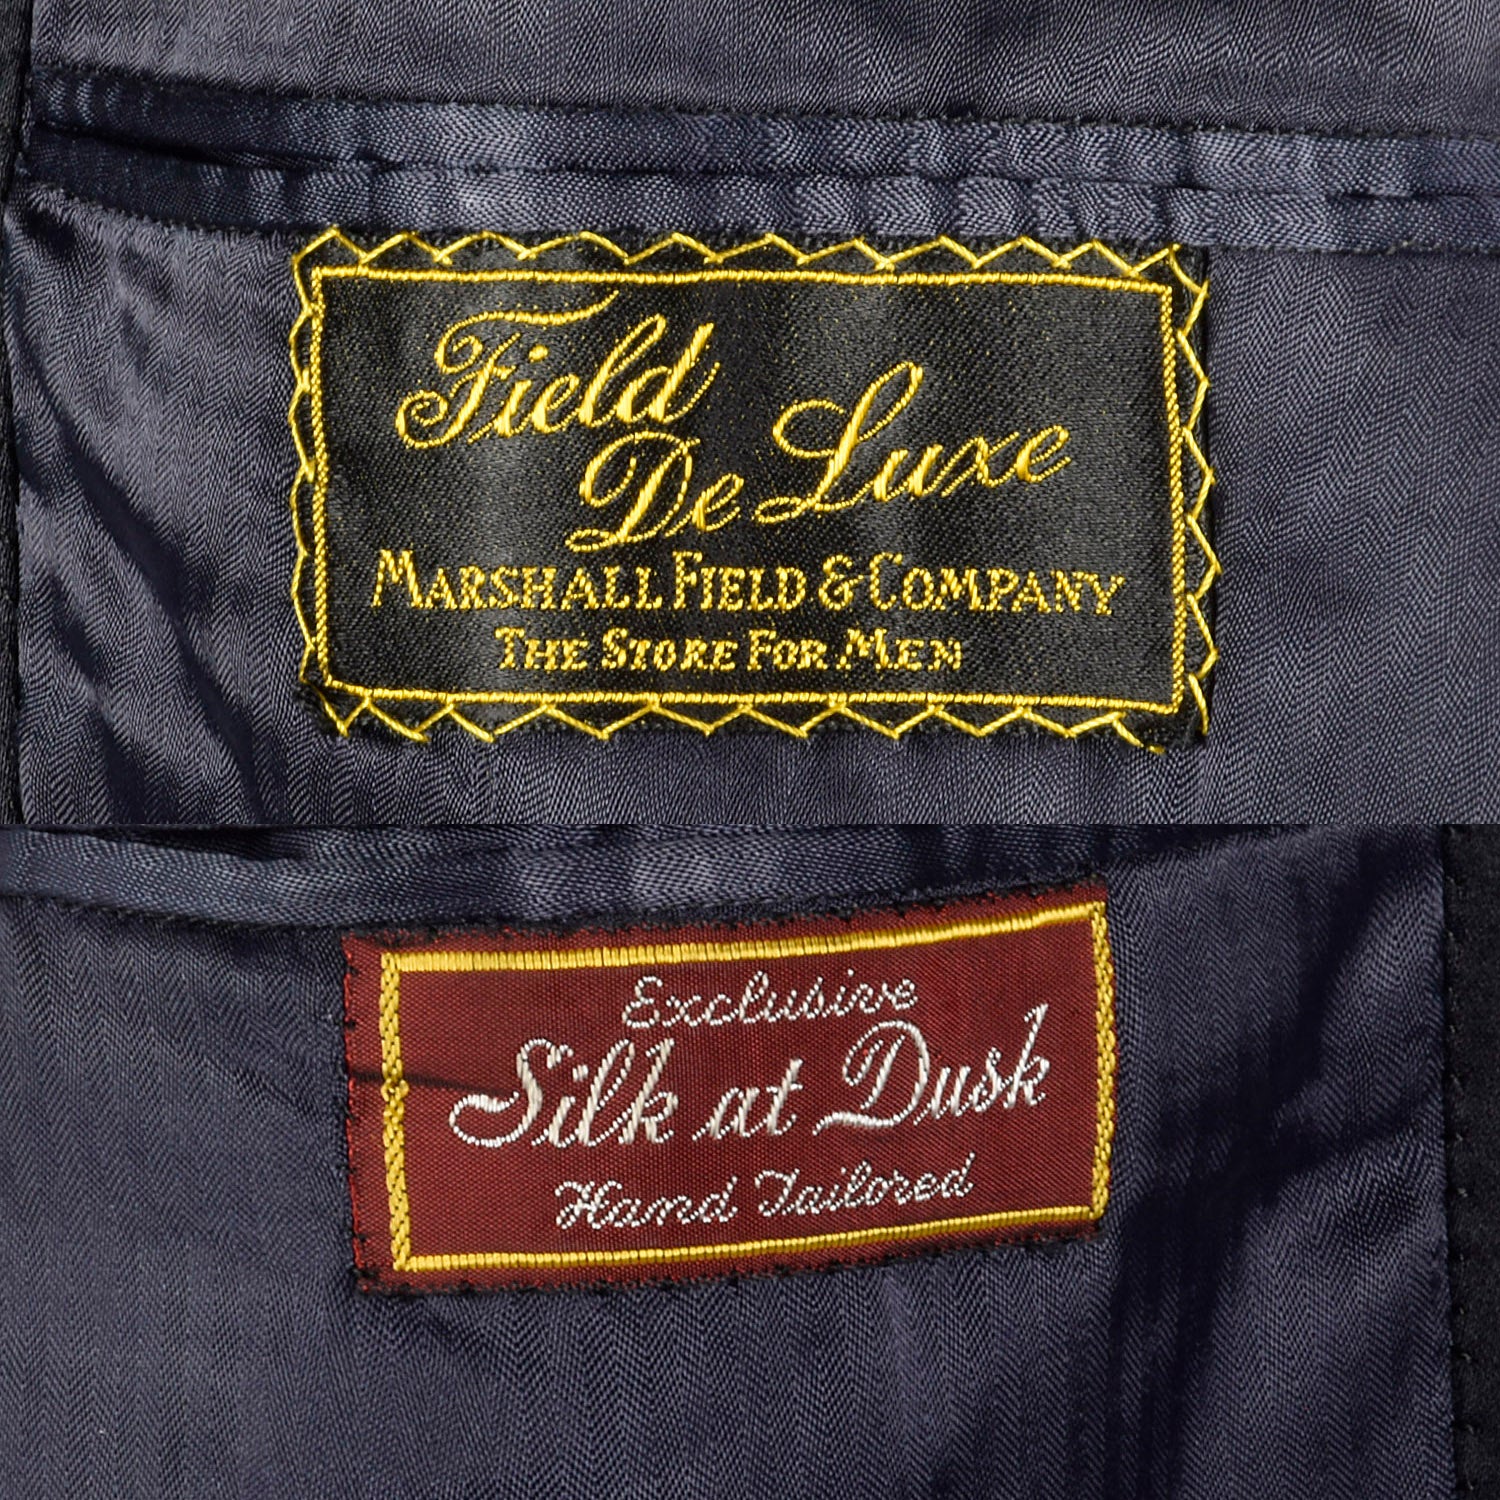 Field
De Luxe
MARSHALL FIELD & COMPANY
THE STORE FOR MEN
Exclusive
Silk at Dusk
Hand Tailored